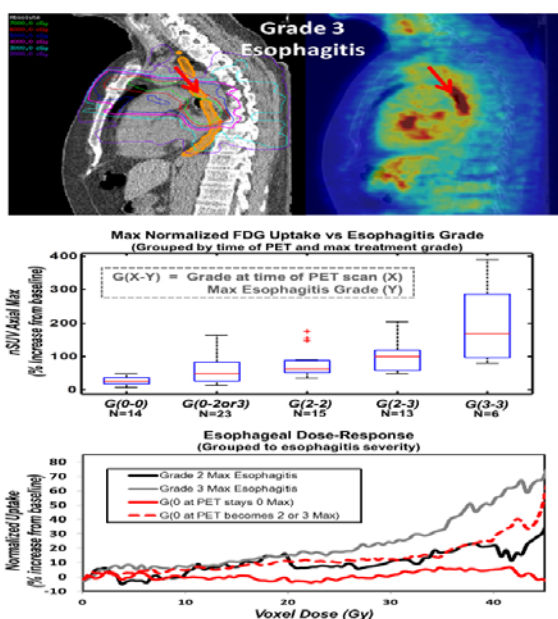 Absolute
Grade 3
Esophagitis
Max Normalized FDG Uptake vs Esophagitis Grade
(Grouped by time of PET and max treatment grade)
nSUV Axial Max
(% Increase from baseline)
400
300
200
100
0
G(X-Y) = Grade at time of PET scan (X)
Max Esophagitis Grade (Y)
G(0-0) G(0-2or3) G(2-2) G(2-3) G(3-3)
N=14 N=23 N=15 N=13 N=6
Esophageal Dose-Response
(Grouped to esophagitis severity)
Normalized Uptake
(% increase from baseline)
80
70
60
50
40
30
20
10
0
-10
Grade 2 Max Esophagitis
Grade 3 Max Esophagitis
G(0 at PET stays 0 Max)
G(0 at PET becomes 2 or 3 Max)
0 10 20 30 40
Voxel Dose (Gy)